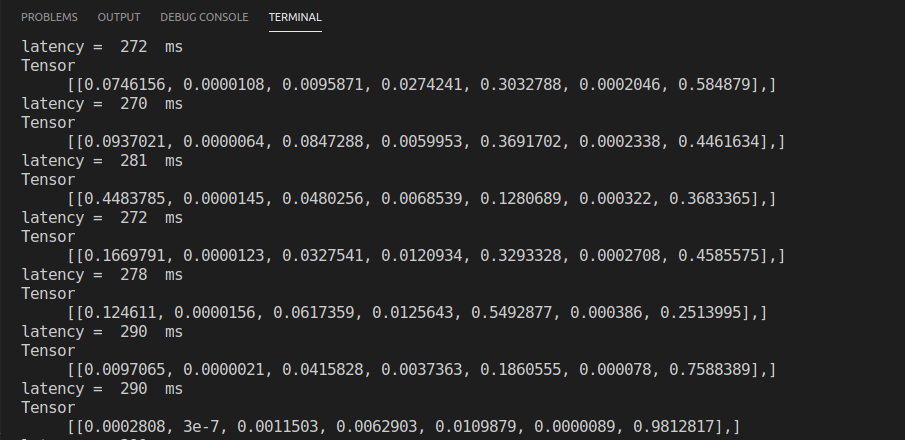 PROBLEMS OUTPUT DEBUG CONSOLE TERMINAL
latency =  272  ms
Tensor
     [[0.0746156, 0.0000108, 0.0095871, 0.0274241, 0.3032788, 0.0002046, 0.584879],]
latency =  270  ms
Tensor
     [[0.0937021, 0.0000064, 0.0847288, 0.0059953, 0.3691702, 0.0002338, 0.4461634],]
latency =  281  ms
Tensor
     [[0.4483785, 0.0000145, 0.0480256, 0.0068539, 0.1280689, 0.000322, 0.3683365],]
latency =  272  ms
Tensor
     [[0.1669791, 0.0000123, 0.0327541, 0.0120934, 0.3293328, 0.0002708, 0.4585575],]
latency =  278  ms
Tensor
     [[0.124611, 0.0000156, 0.0617359, 0.0125643, 0.5492877, 0.000386, 0.2513995],]
latency =  290  ms
Tensor
     [[0.0097065, 0.0000021, 0.0415828, 0.0037363, 0.1860555, 0.000078, 0.7588389],]
latency =  290  ms
Tensor
     [[0.0002808, 3e-7, 0.0011503, 0.0062903, 0.0109879, 0.0000089, 0.9812817],]